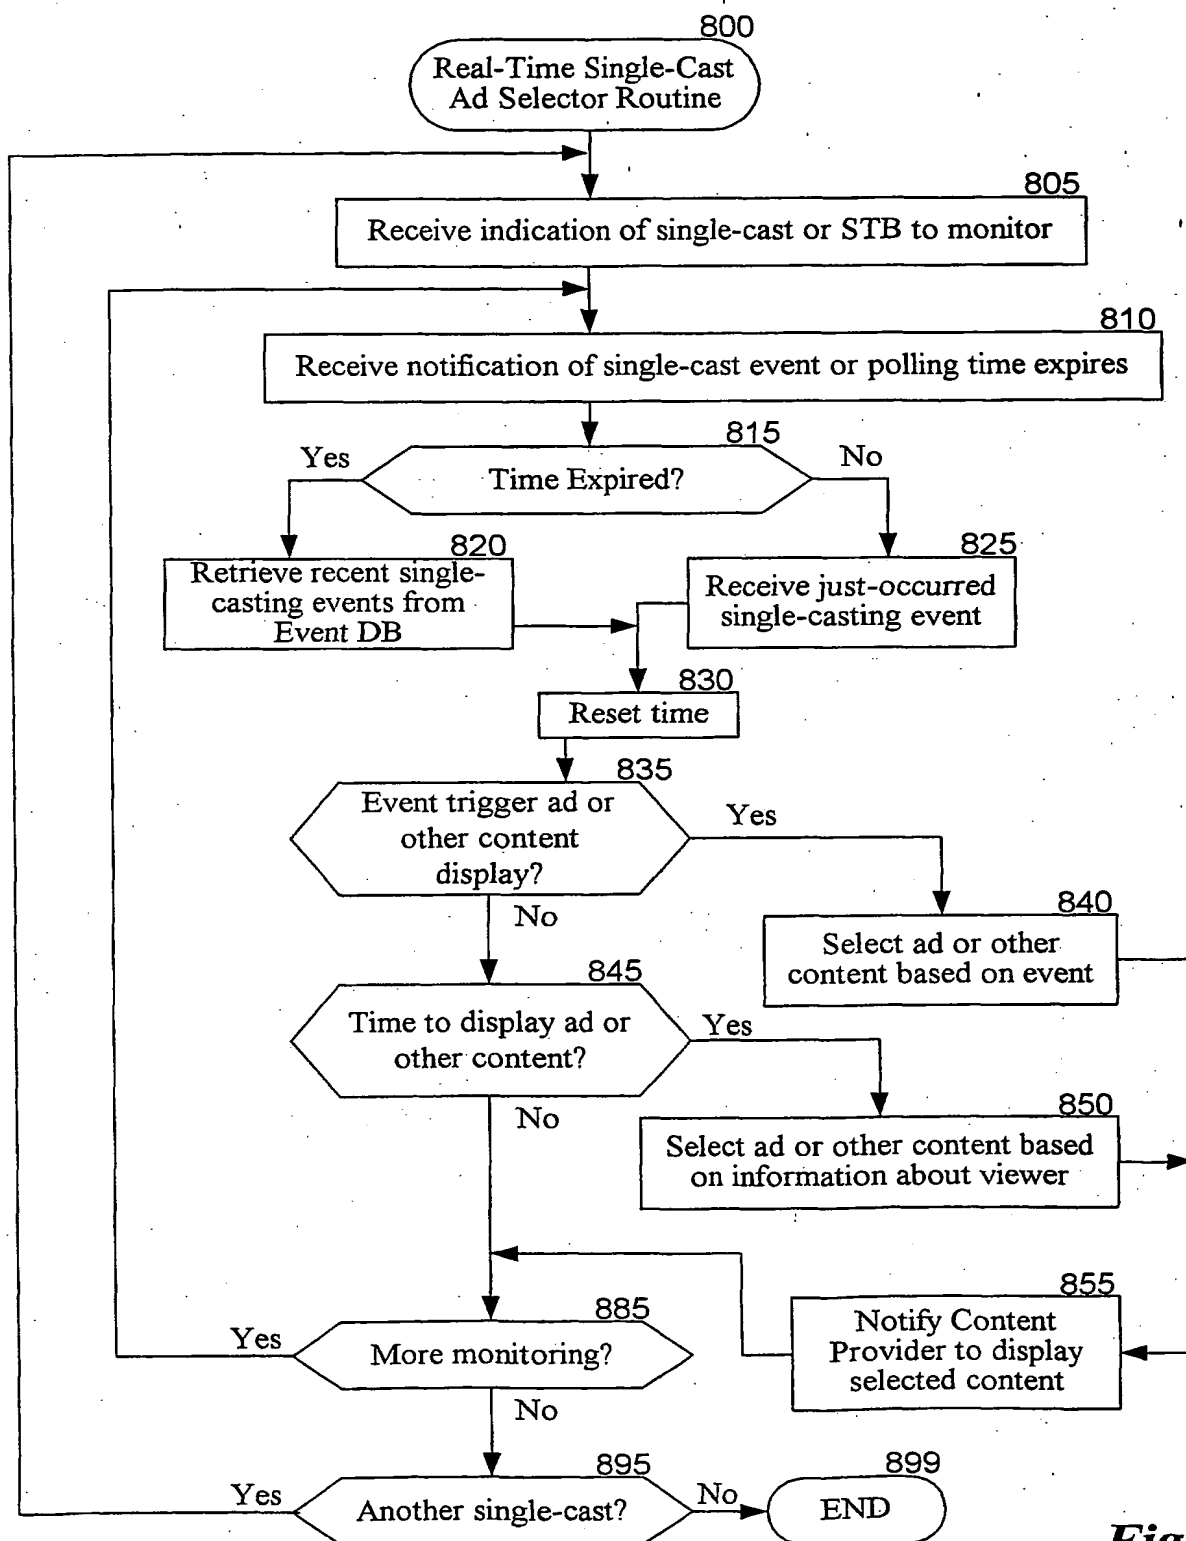 800
Real-Time Single-Cast
Ad Selector Routine
805
Receive indication of single-cast or STB to monitor
810
Receive notification of single-cast event or polling time expires
815
Yes
No
Time Expired?
820
Retrieve recent single-
casting events from
Event DB
825
Receive just-occurred
single-casting event
830
Reset time
835
Event trigger ad or
other content
display?
Yes
No
840
Select ad or other
content based on event
845
Time to display ad or
other content?
Yes
No
850
Select ad or other content based
on information about viewer
855
Notify Content
Provider to display
selected content
885
Yes
More monitoring?
No
895
Yes
Another single-cast?
No
899
END
Fig